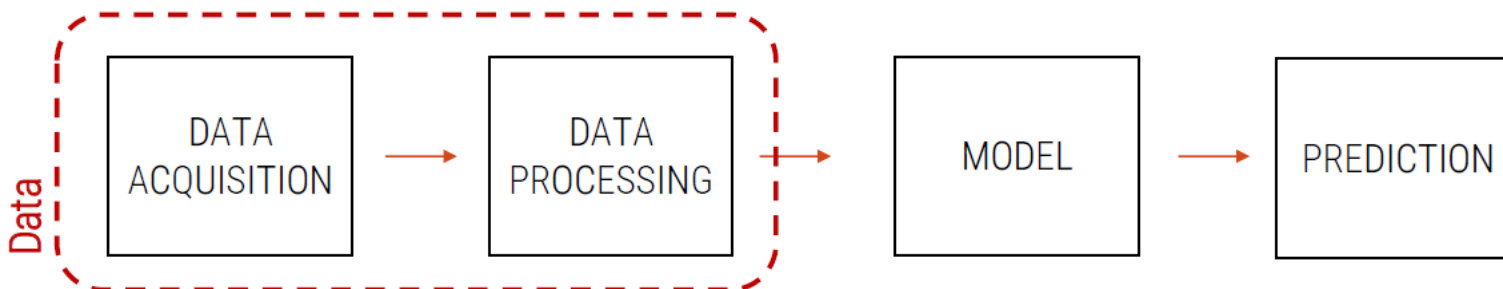 Data
DATA
ACQUISITION
DATA
PROCESSING
MODEL
PREDICTION